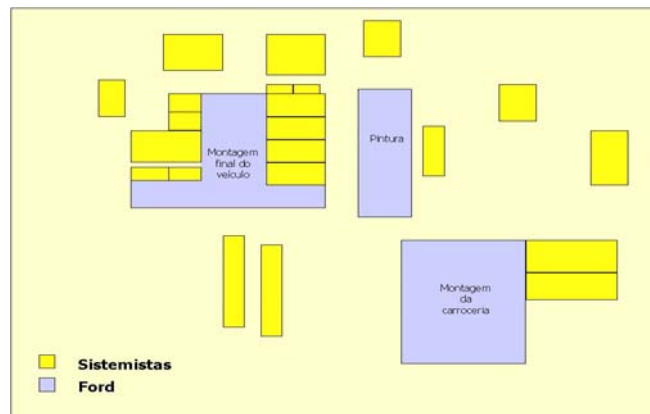 Montagem
final do
veículo
Pintura
Montagem
da
carroceria
Sistemistas
Ford